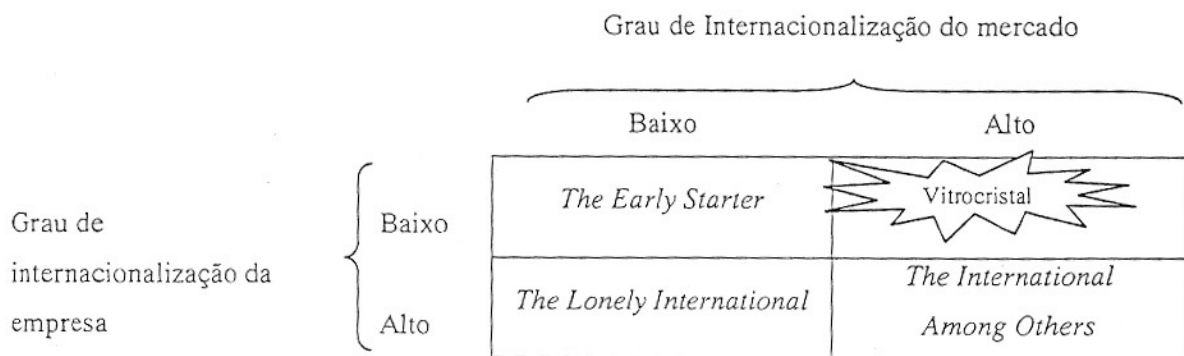 Grau de Internacionalização do mercado
Baixo Alto
The Early Starter Vitrocristal
Grau de Baixo
internacionalização da
The Lonely International The International
empresa Alto Among Others